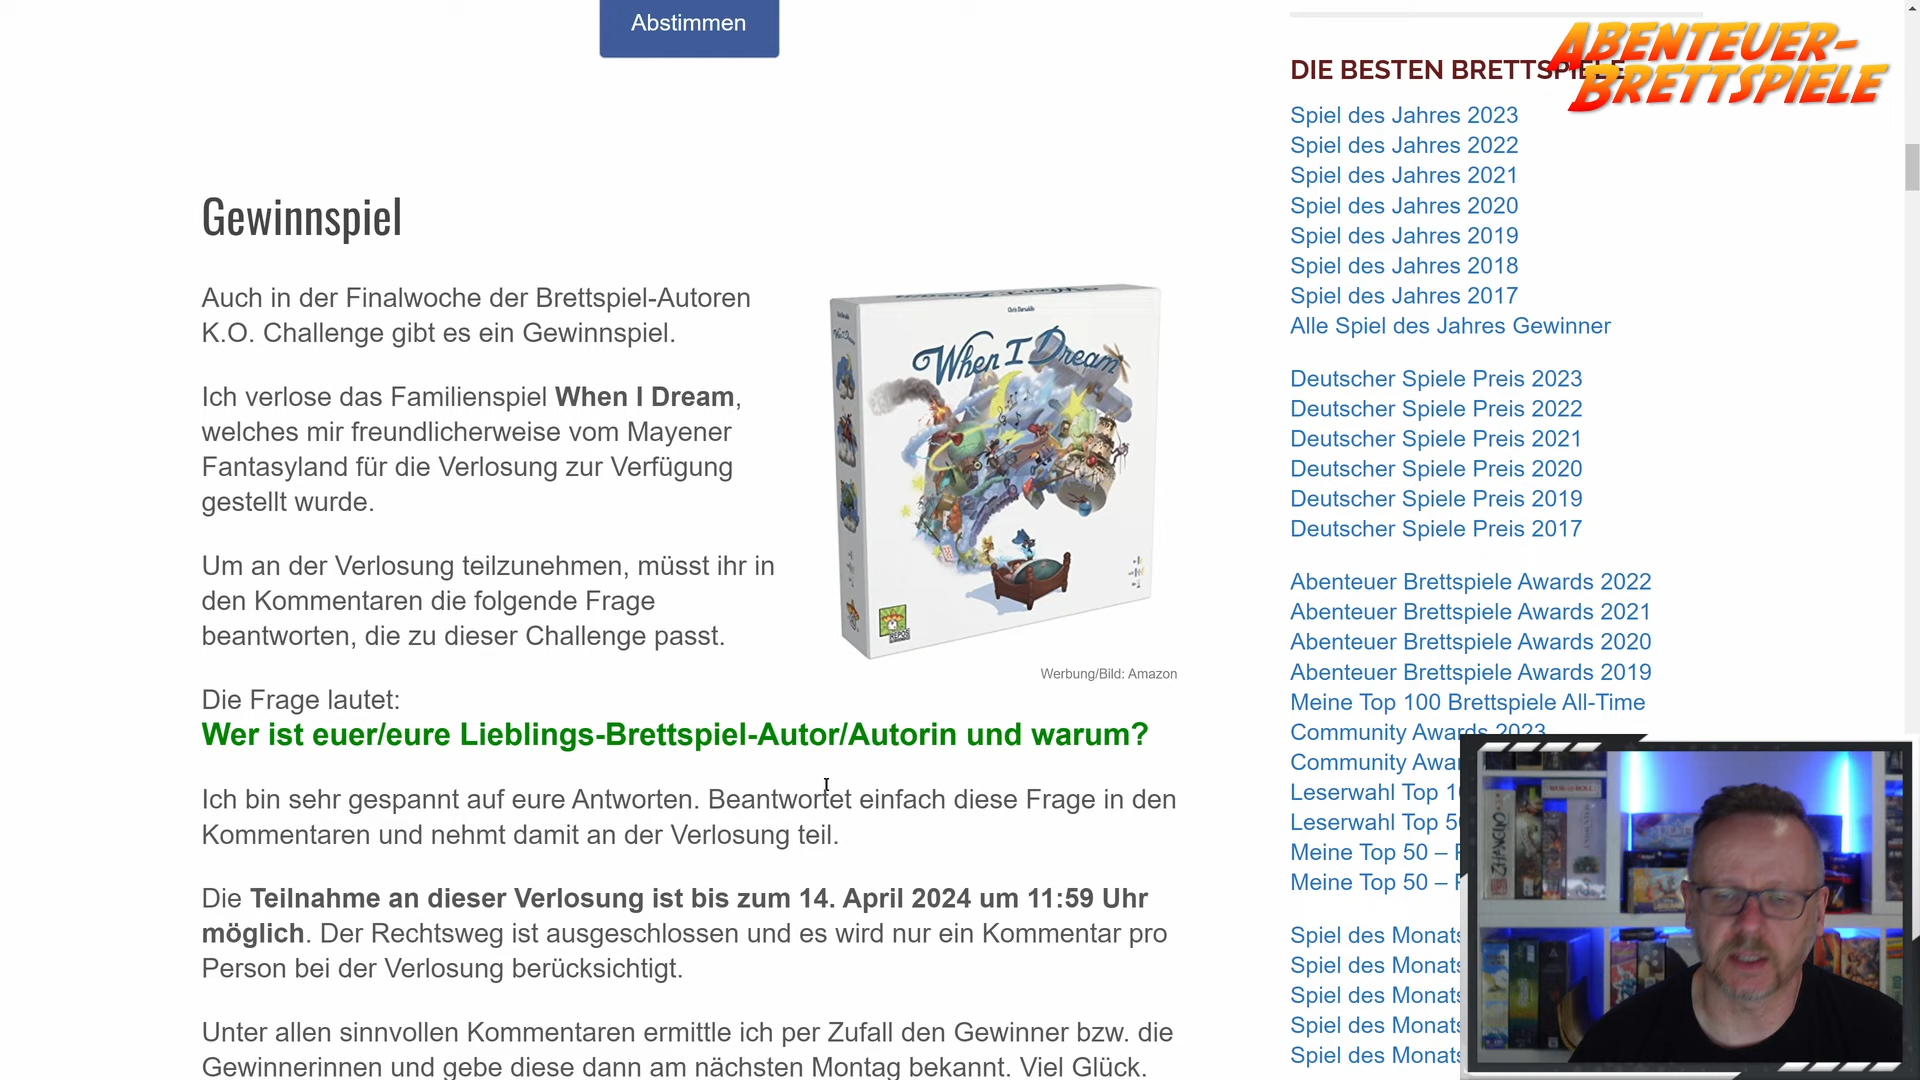 Abstimmen
Gewinnspiel
Auch in der Finalwoche der Brettspiel-Autoren
K.O. Challenge gibt es ein Gewinnspiel.
Ich verlose das Familienspiel When I Dream,
welches mir freundlicherweise vom Mayener
Fantasyland für die Verlosung zur Verfügung
gestellt wurde.
Um an der Verlosung teilzunehmen, müsst ihr in
den Kommentaren die folgende Frage
beantworten, die zu dieser Challenge passt.
When I Dream
REPOS
Werbung/Bild: Amazon
Die Frage lautet:
Wer ist euer/eure Lieblings-Brettspiel-Autor/Autorin und warum?
Ich bin sehr gespannt auf eure Antworten. Beantwortet einfach diese Frage in den
Kommentaren und nehmt damit an der Verlosung teil.
Die Teilnahme an dieser Verlosung ist bis zum 14. April 2024 um 11:59 Uhr
möglich. Der Rechtsweg ist ausgeschlossen und es wird nur ein Kommentar pro
Person bei der Verlosung berücksichtigt.
Unter allen sinnvollen Kommentaren ermittle ich per Zufall den Gewinner bzw. die
Gewinnerinnen und gebe diese dann am nächsten Montag bekannt. Viel Glück.
ABENTEUER-
BRETTSPIELE
DIE BESTEN BRETTSPIELE
Spiel des Jahres 2023
Spiel des Jahres 2022
Spiel des Jahres 2021
Spiel des Jahres 2020
Spiel des Jahres 2019
Spiel des Jahres 2018
Spiel des Jahres 2017
Alle Spiel des Jahres Gewinner
Deutscher Spiele Preis 2023
Deutscher Spiele Preis 2022
Deutscher Spiele Preis 2021
Deutscher Spiele Preis 2020
Deutscher Spiele Preis 2019
Deutscher Spiele Preis 2017
Abenteuer Brettspiele Awards 2022
Abenteuer Brettspiele Awards 2021
Abenteuer Brettspiele Awards 2020
Abenteuer Brettspiele Awards 2019
Meine Top 100 Brettspiele All-Time
Community Awards 2023
Community Awa
Leserwahl Top 1
Leserwahl Top 5
Meine Top 50 –
Meine Top 50 –
Spiel des Monats
Spiel des Monats
Spiel des Monats
Spiel des Monats
Spiel des Monats
ZHANGUO